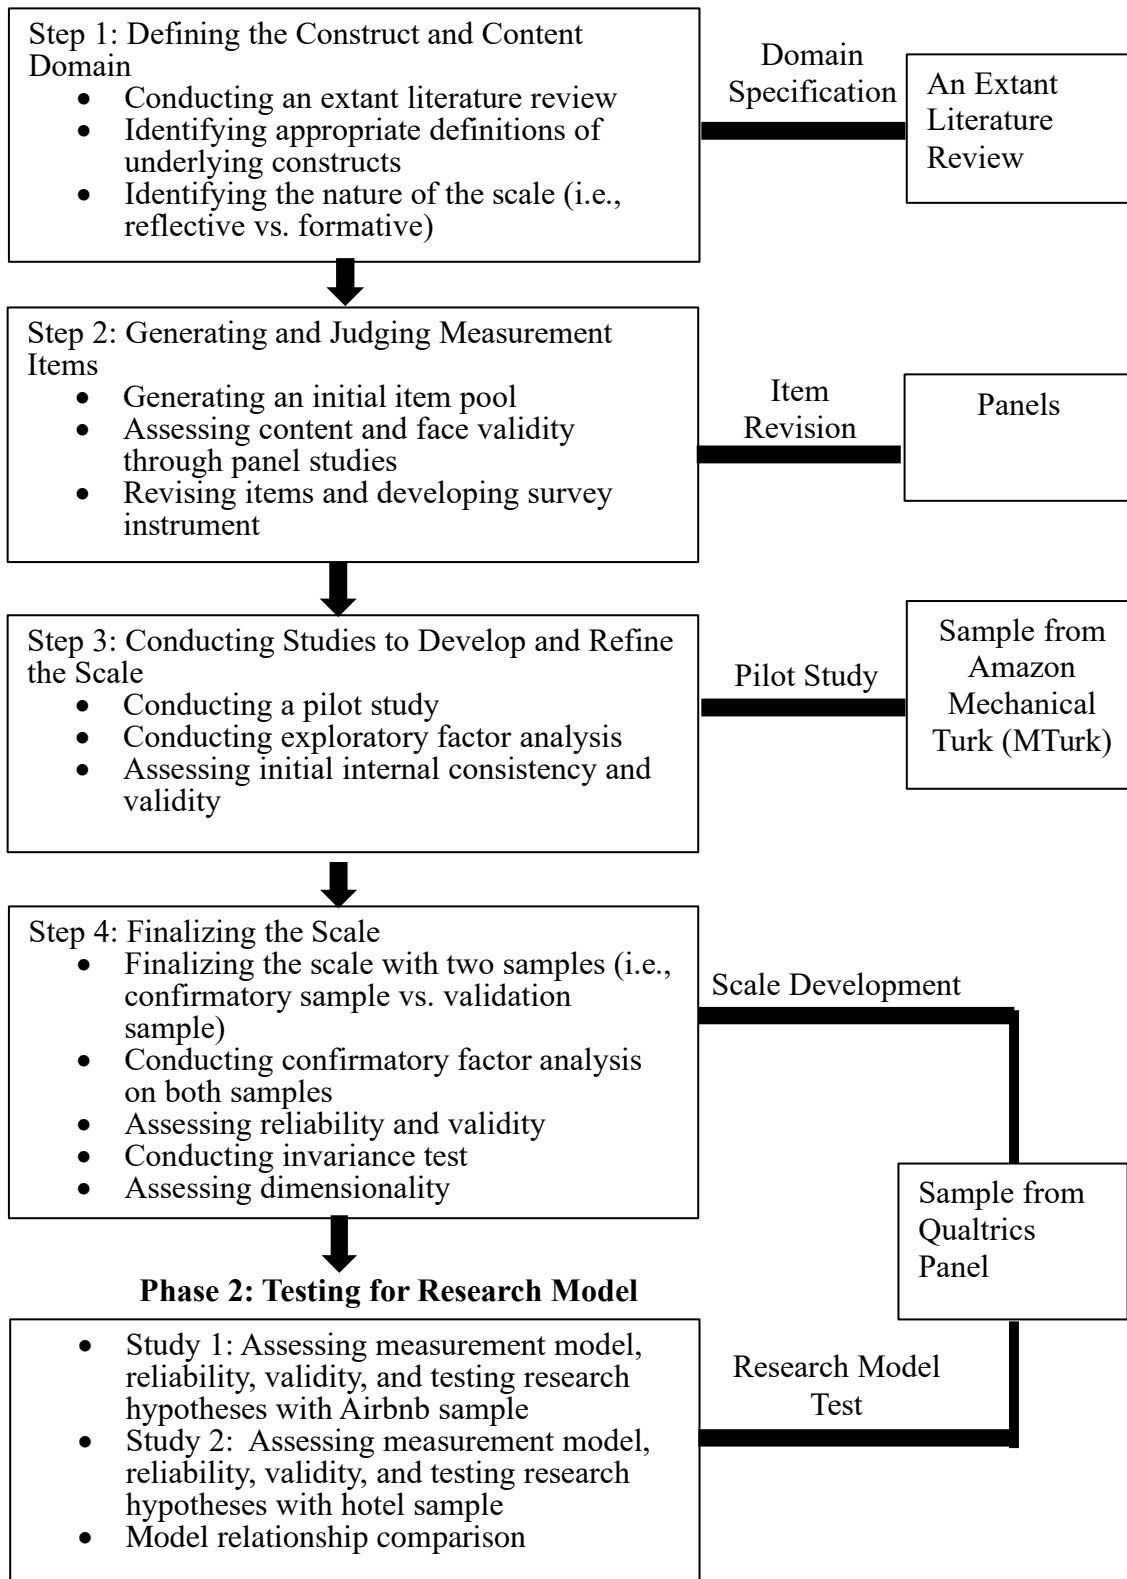 Step 1: Defining the Construct and Content
Domain
• Conducting an extant literature review
• Identifying appropriate definitions of
underlying constructs
• Identifying the nature of the scale (i.e.,
reflective vs. formative)
Domain
Specification
An Extant
Literature
Review
Step 2: Generating and Judging Measurement
Items
• Generating an initial item pool
• Assessing content and face validity
through panel studies
• Revising items and developing survey
instrument
Item
Revision
Panels
Step 3: Conducting Studies to Develop and Refine
the Scale
• Conducting a pilot study
• Conducting exploratory factor analysis
• Assessing initial internal consistency and
validity
Pilot Study
Sample from
Amazon
Mechanical
Turk (MTurk)
Step 4: Finalizing the Scale
• Finalizing the scale with two samples (i.e.,
confirmatory sample vs. validation
sample)
• Conducting confirmatory factor analysis
on both samples
• Assessing reliability and validity
• Conducting invariance test
• Assessing dimensionality
Scale Development
Sample from
Qualtrics
Panel
Phase 2: Testing for Research Model
• Study 1: Assessing measurement model,
reliability, validity, and testing research
hypotheses with Airbnb sample
• Study 2:  Assessing measurement model,
reliability, validity, and testing research
hypotheses with hotel sample
• Model relationship comparison
Research Model
Test